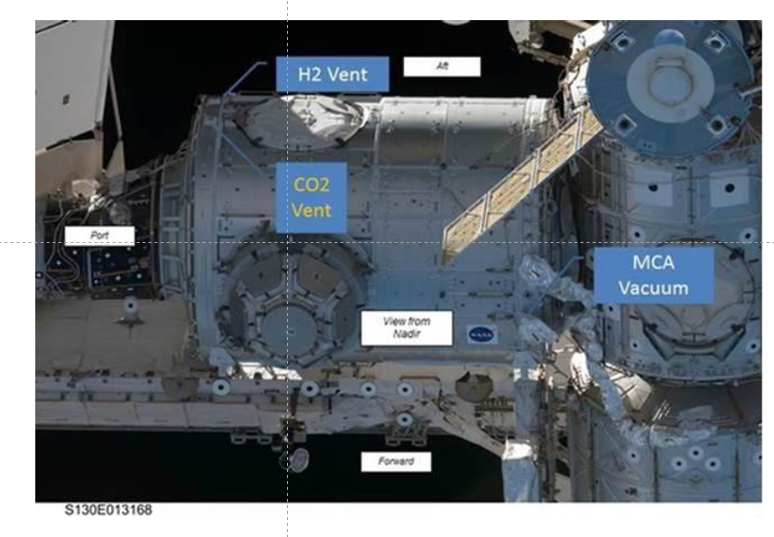 Aft
H2 Vent
CO2
Vent
Port
MCA
Vacuum
View from
Nadir
NASA
Forward
S130E013168